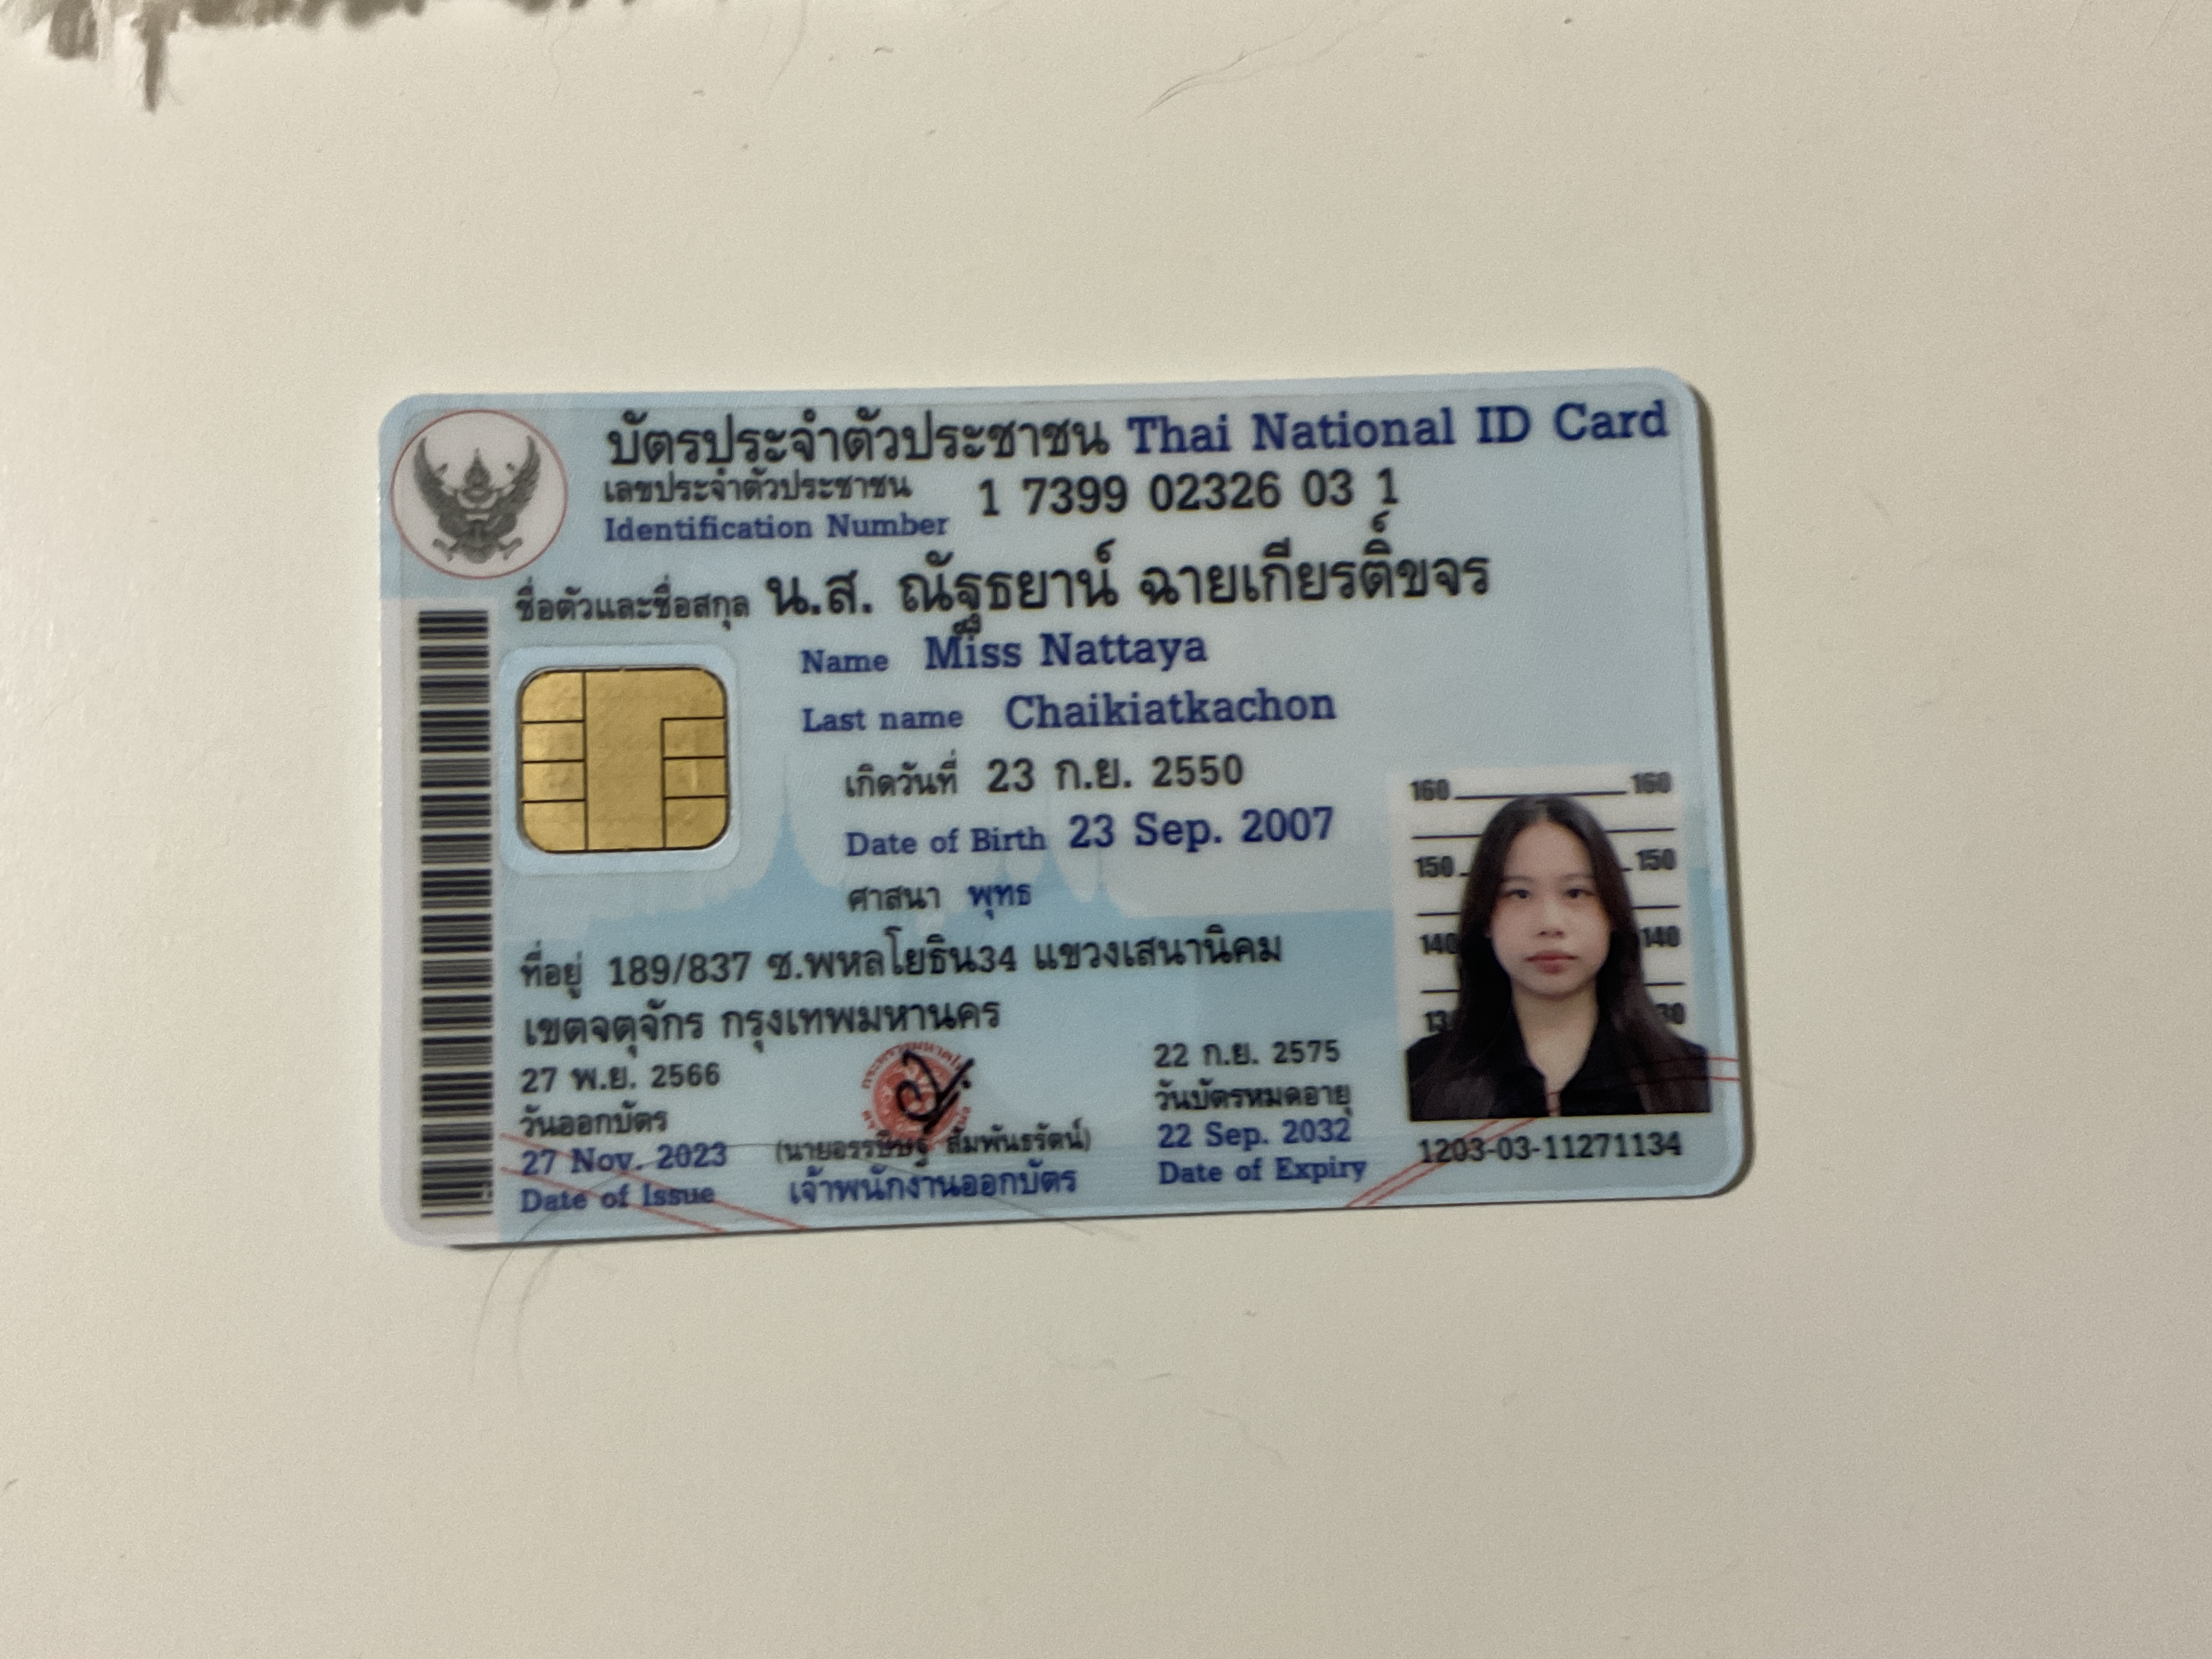 บัตรประจำตัวประชาชน Thai National ID Card
เลขประจำตัวประชาชน
Identification Number
1 7399 02326 03 1
ชื่อตัวและชื่อสกุล น.ส. ณัฐธยาน์ ฉายเกียรติ์ขจร
Name Miss Nattaya
Last name Chaikiatkachon
เกิดวันที่ 23 ก.ย. 2550
Date of Birth 23 Sep. 2007
ศาสนา พุทธ
ที่อยู่ 189/837 ซ.พหลโยธิน34 แขวงเสนานิคม
เขตจตุจักร กรุงเทพมหานคร
27 พ.ย. 2566
วันออกบัตร
27 Nov. 2023
Date of Issue
สัมพันธรัตน์)
เจ้าพนักงานออกบัตร
22 ก.ย. 2575
วันบัตรหมดอายุ
22 Sep. 2032
Date of Expiry
160 160
150 150
140 140
1203-03-11271134